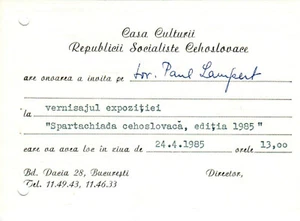 Casa Culturii
Republicii Socialiste Cehoslovace
are onoarea a invita pe tov. Paul Lampert
la vernisajul expoziției
"Spartachiada cehoslovacă, ediția 1985"
care va avea loc în ziua de 24.4.1985 orele 13,00
Bd. Dacia 28, București
Tel. 11.49.43, 11.46.33
Director,